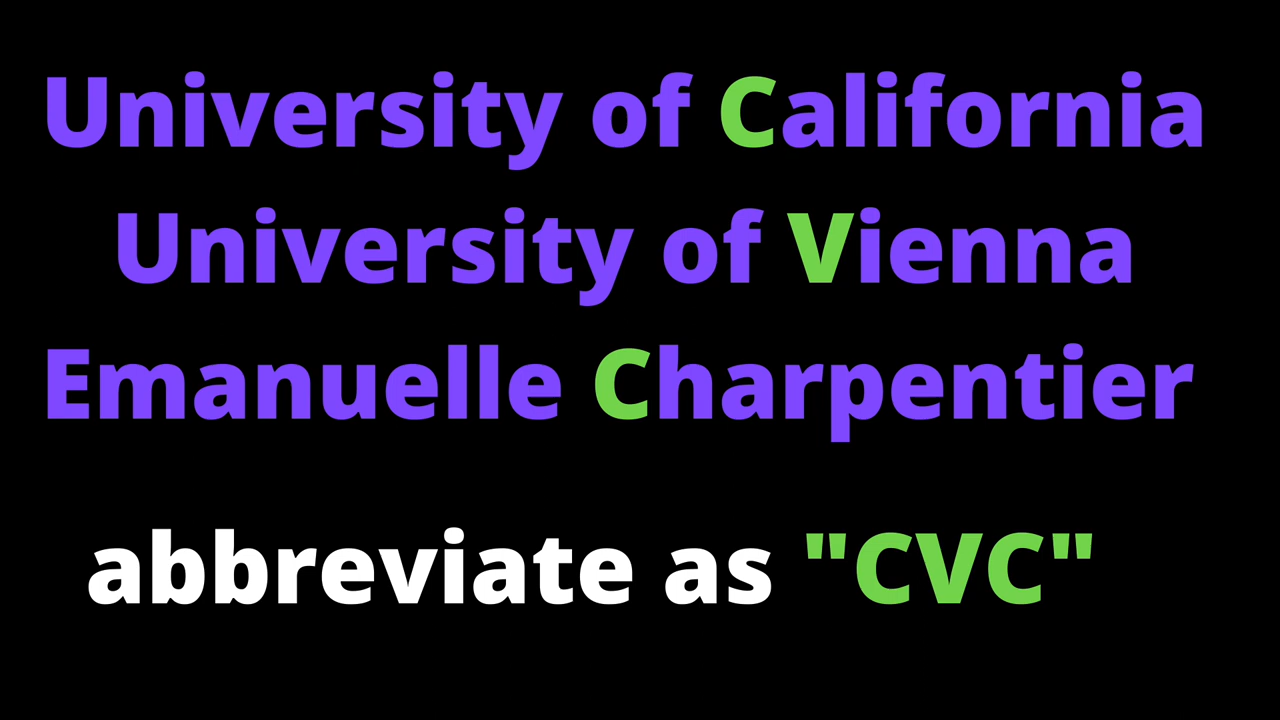 University of California
University of Vienna
Emanuelle Charpentier
abbreviate as "CVC"